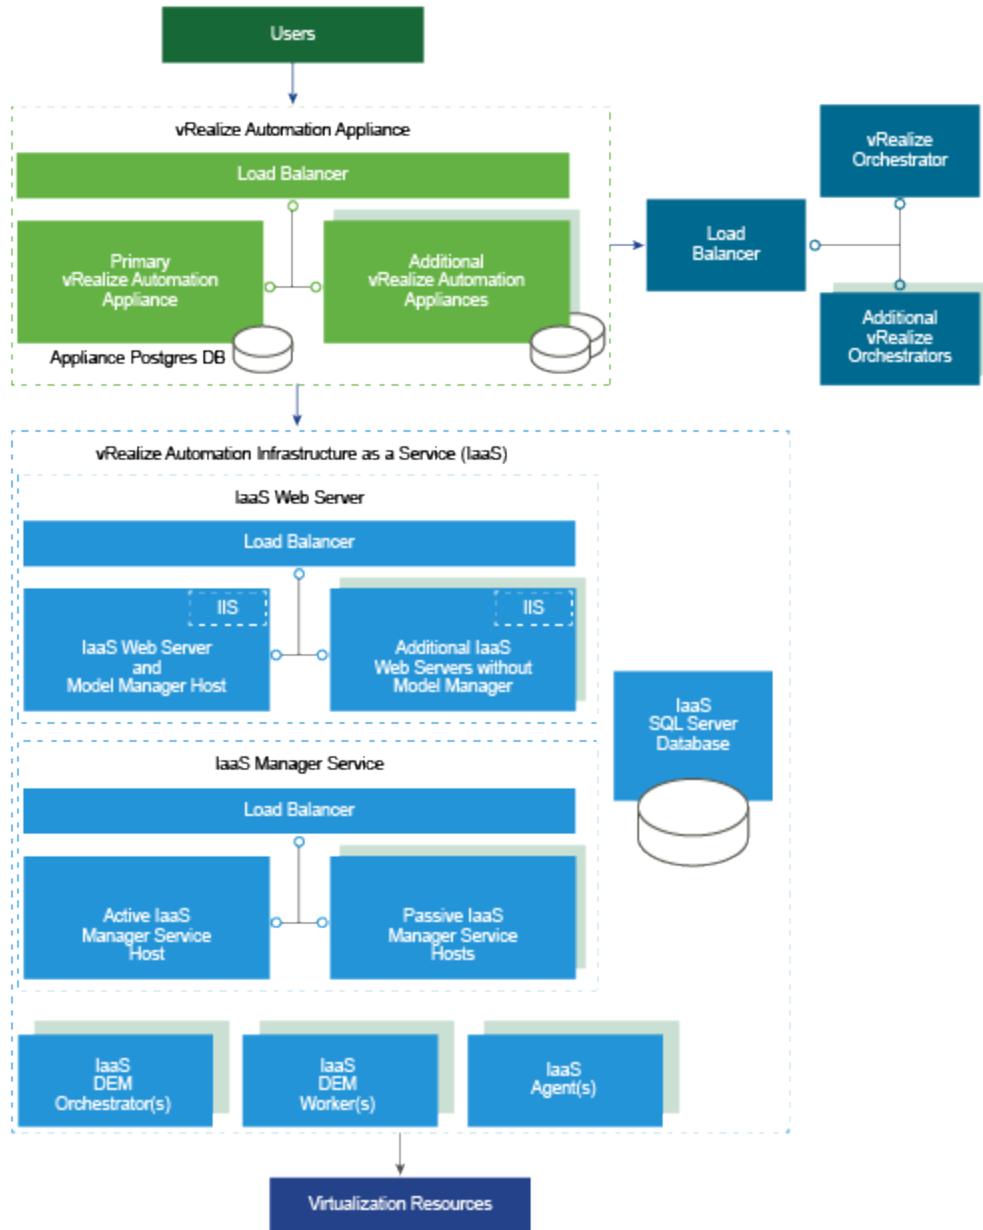 Users
vRealize Automation Appliance
Load Balancer
Primary
vRealize Automation
Appliance
Additional
vRealize Automation
Appliances
Appliance Postgres DB
Load
Balancer
vRealize
Orchestrator
Additional
vRealize
Orchestrators
vRealize Automation Infrastructure as a Service (IaaS)
IaaS Web Server
Load Balancer
IIS
IaaS Web Server
and
Model Manager Host
IIS
Additional IaaS
Web Servers without
Model Manager
IaaS
SQL Server
Database
IaaS Manager Service
Load Balancer
Active IaaS
Manager Service
Host
Passive IaaS
Manager Service
Hosts
IaaS
DEM
Orchestrator(s)
IaaS
DEM
Worker(s)
IaaS
Agent(s)
Virtualization Resources